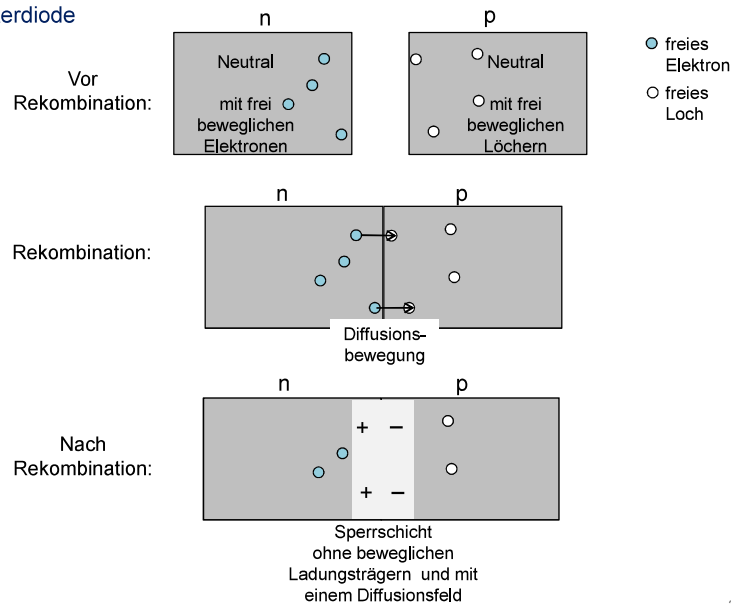 erdiode
n
p
Vor
Rekombination:
Neutral
mit frei
beweglichen
Elektronen
Neutral
mit frei
beweglichen
Löchern
freies
Elektron
freies
Loch
n
p
Rekombination:
Diffusions-
bewegung
n
p
Nach
Rekombination:
+ –
+ –
Sperrschicht
ohne beweglichen
Ladungsträgern und mit
einem Diffusionsfeld